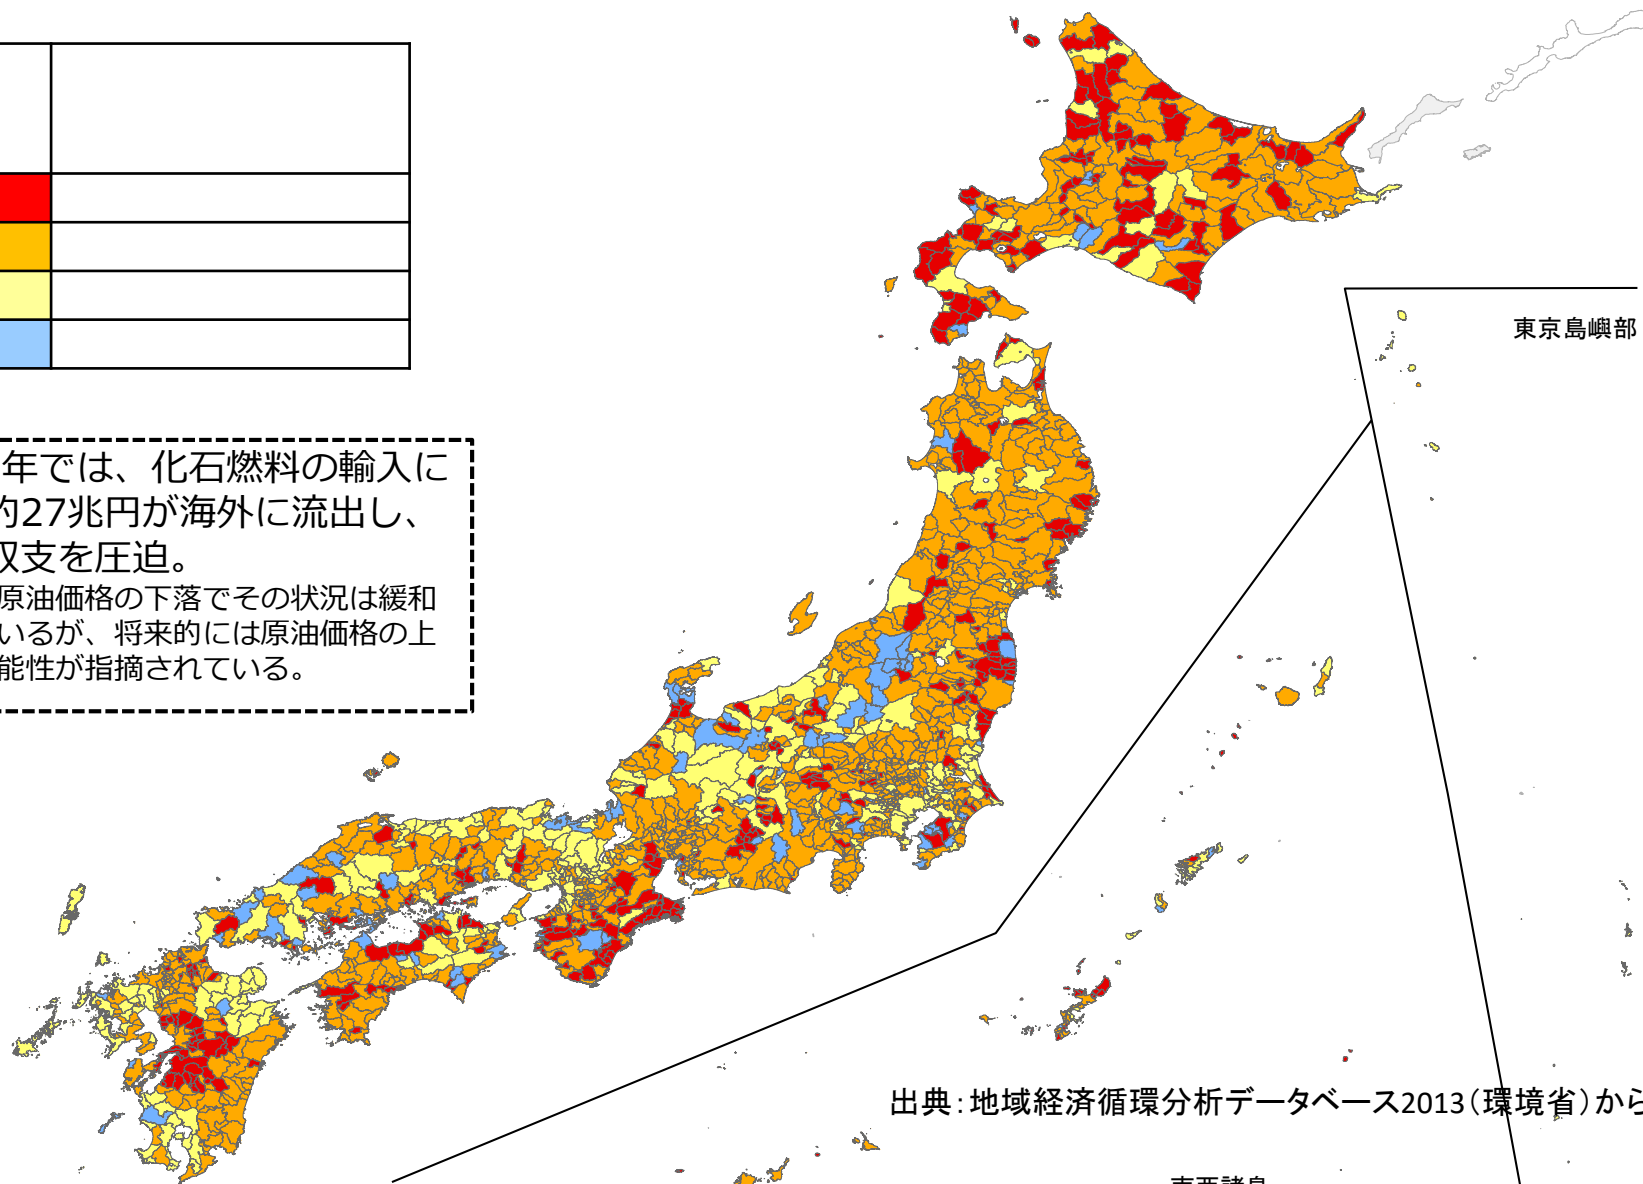 東京島嶼部
年では、化石燃料の輸入に
約27兆円が海外に流出し、
収支を圧迫。
原油価格の下落でその状況は緩和
いるが、将来的には原油価格の上
能性が指摘されている。
出典：地域経済循環分析データベース2013（環境省）から